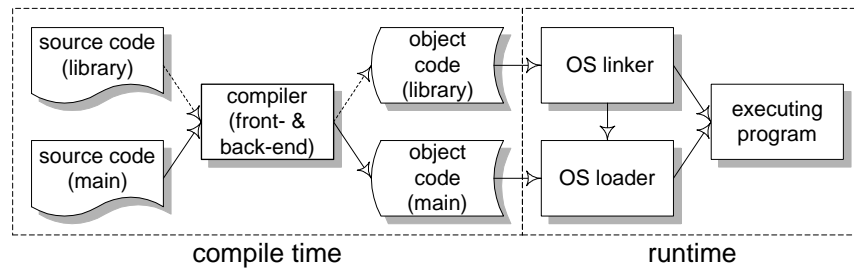 source code
(library)
source code
(main)
compiler
(front- &
back-end)
object
code
(library)
object
code
(main)
OS linker
OS loader
executing
program
compile time
runtime